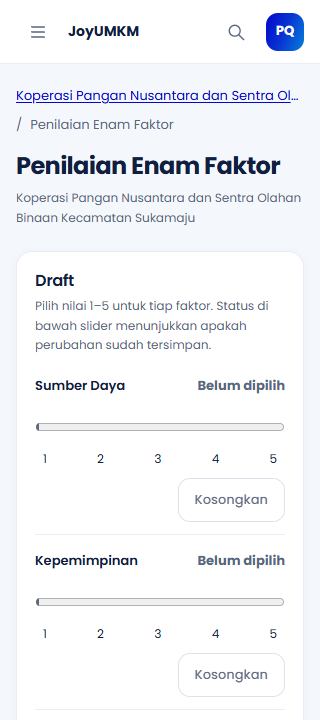 JoyUMKM
PQ
Koperasi Pangan Nusantara dan Sentra Ol...
/ Penilaian Enam Faktor
Penilaian Enam Faktor
Koperasi Pangan Nusantara dan Sentra Olahan
Binaan Kecamatan Sukamaju
Draft
Pilih nilai 1–5 untuk tiap faktor. Status di
bawah slider menunjukkan apakah
perubahan sudah tersimpan.
Sumber Daya Belum dipilih
1 2 3 4 5
Kosongkan
Kepemimpinan Belum dipilih
1 2 3 4 5
Kosongkan